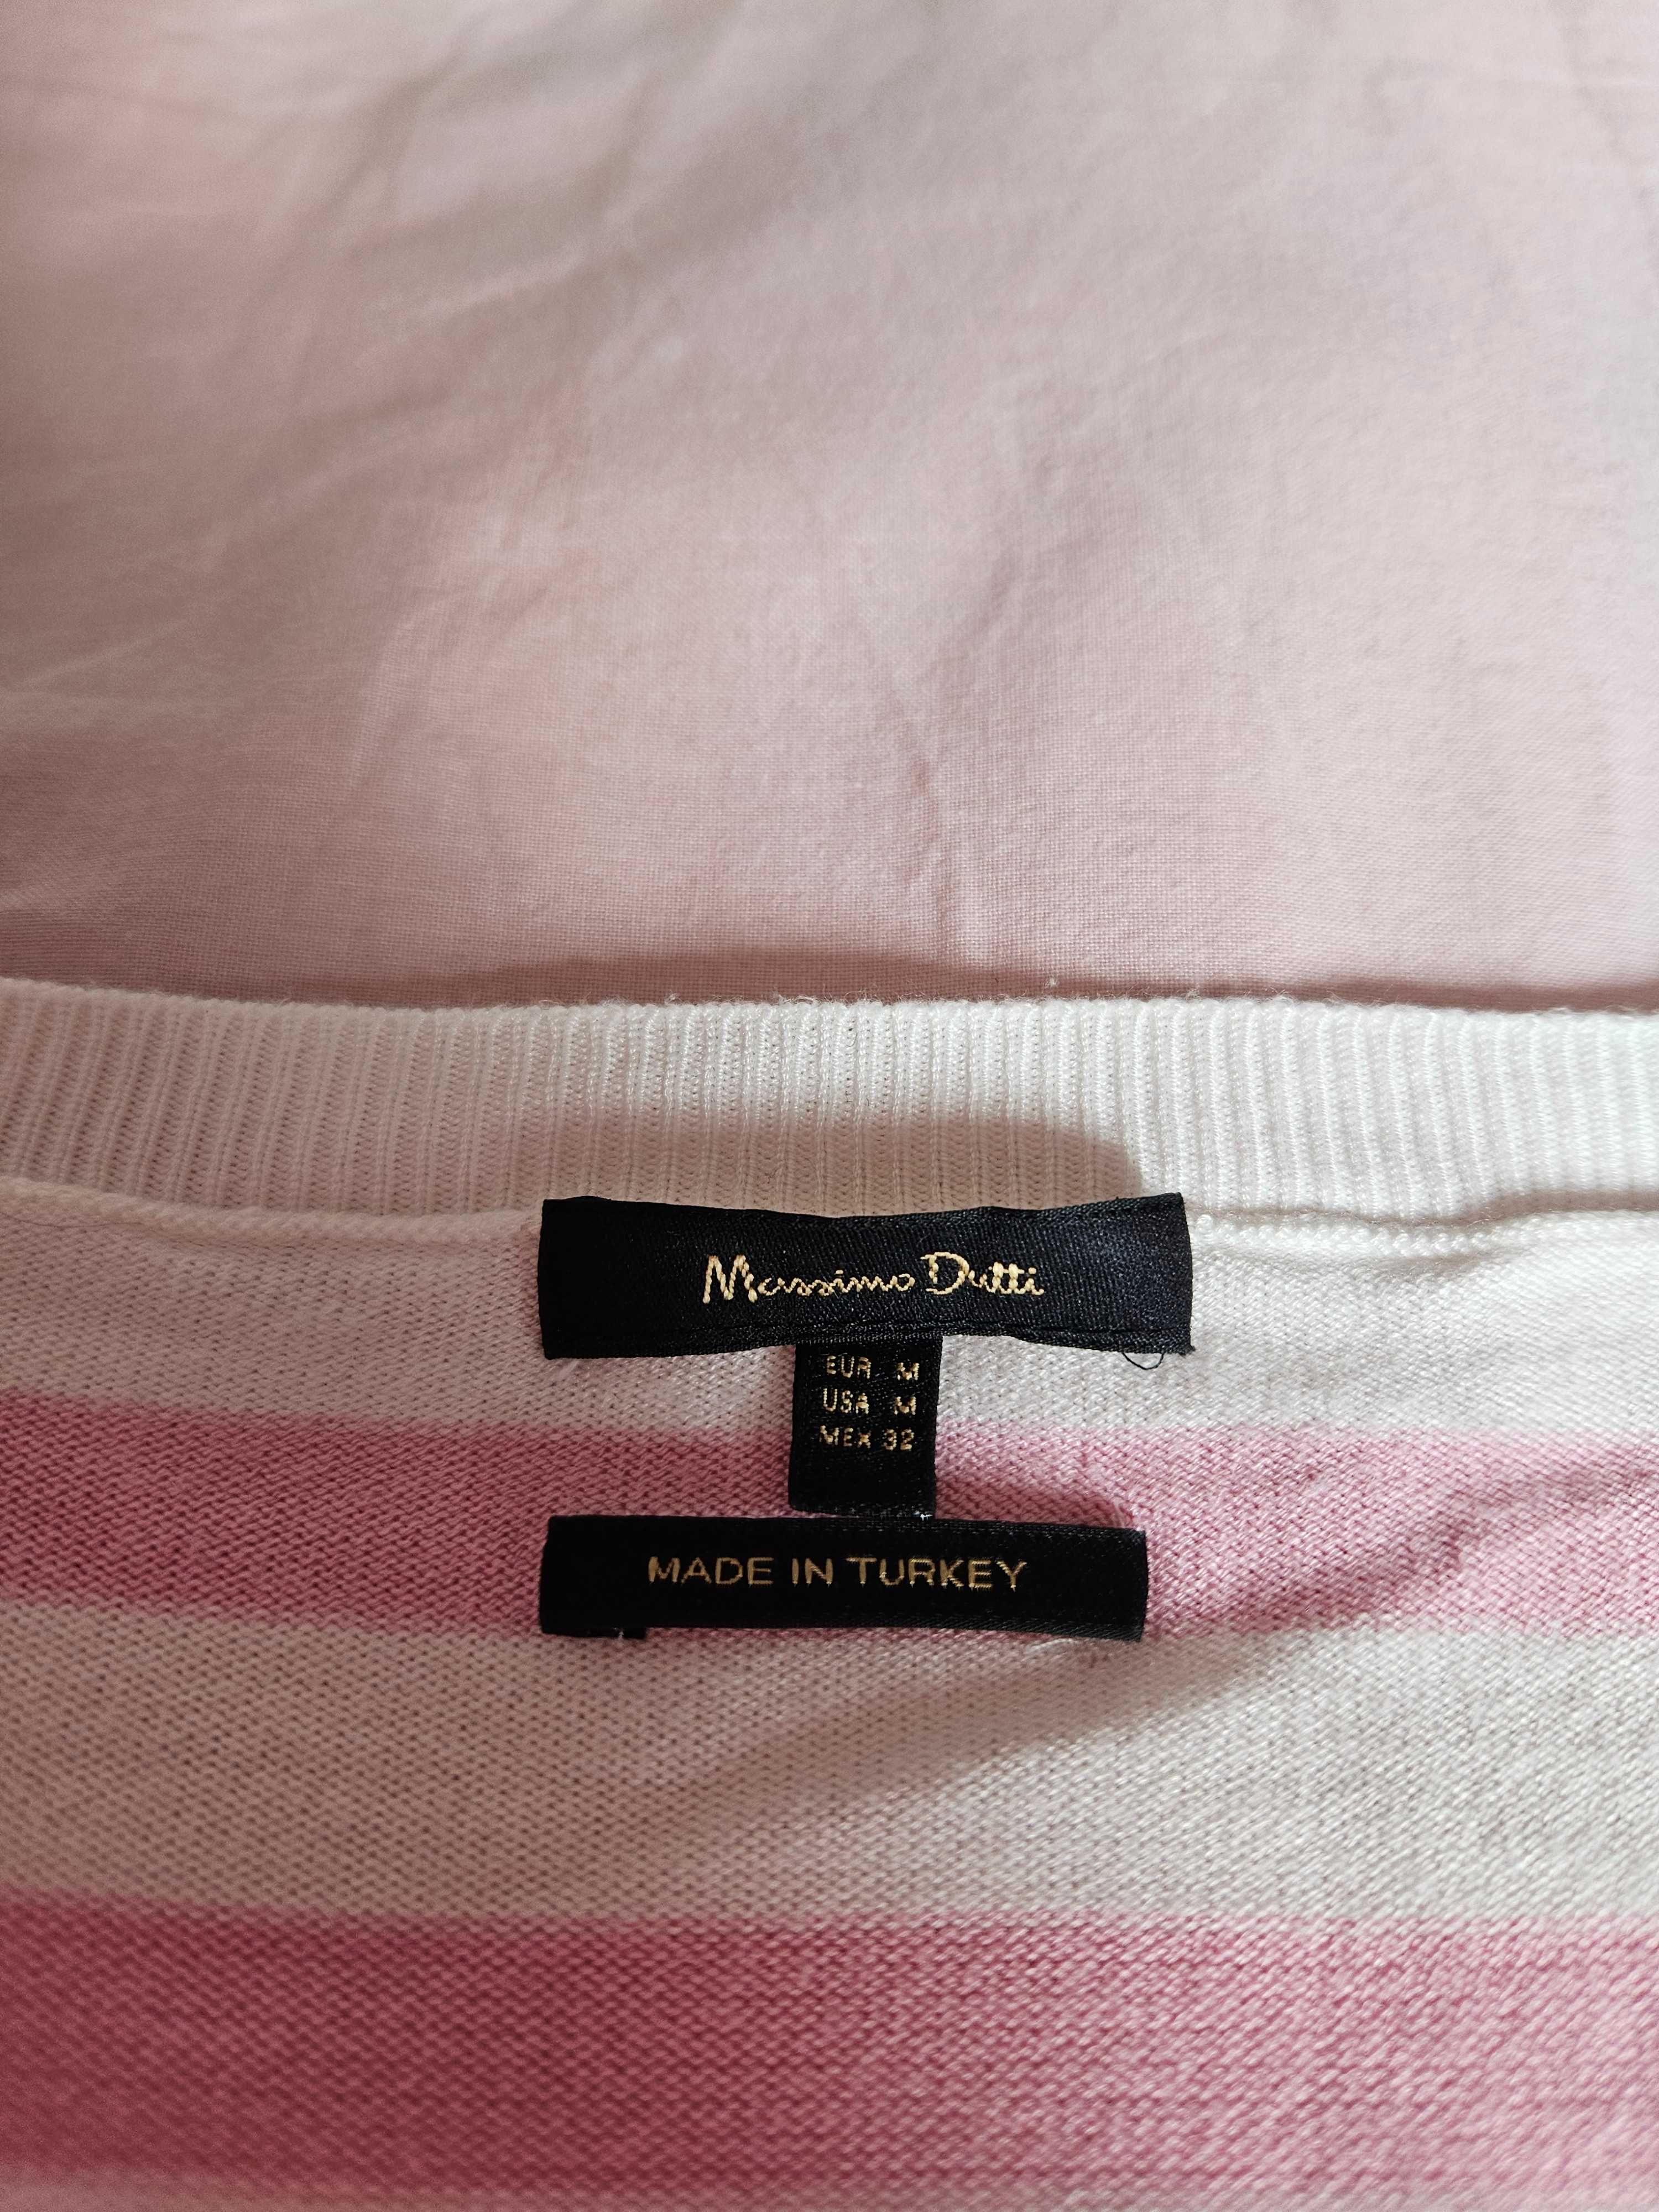 Massimo Dutti
EUR M
USA M
MEX 32
MADE IN TURKEY